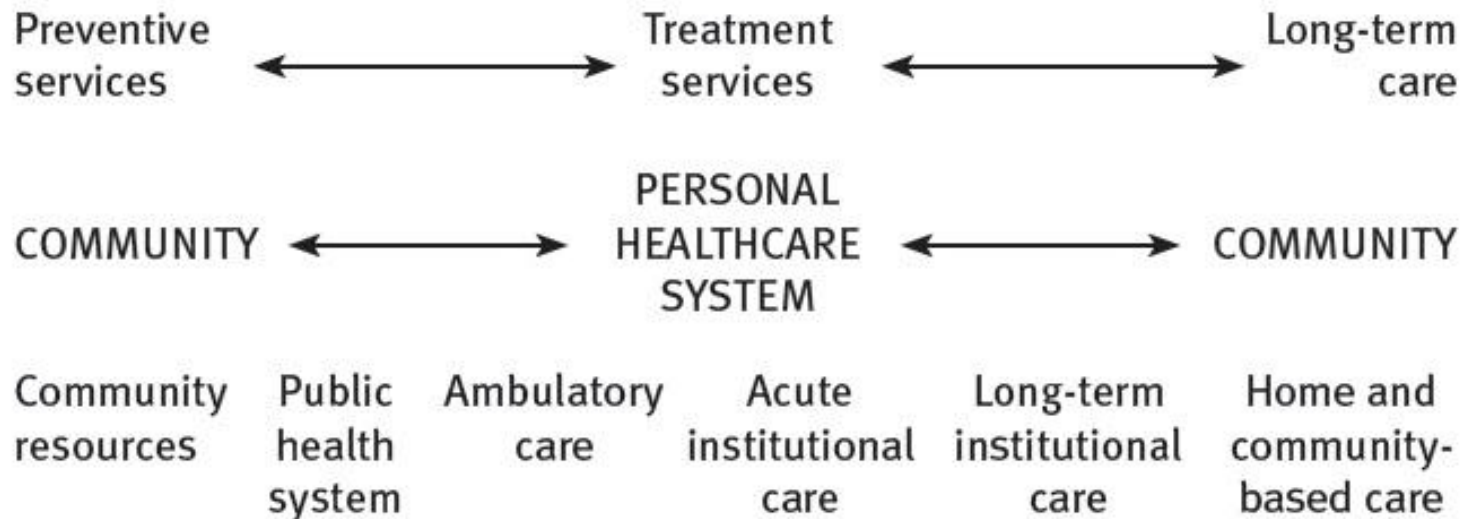 Preventive services
Treatment services
Long-term care
COMMUNITY
PERSONAL HEALTHCARE SYSTEM
COMMUNITY
Community resources
Public health system
Ambulatory care
Acute institutional care
Long-term institutional care
Home and community-based care